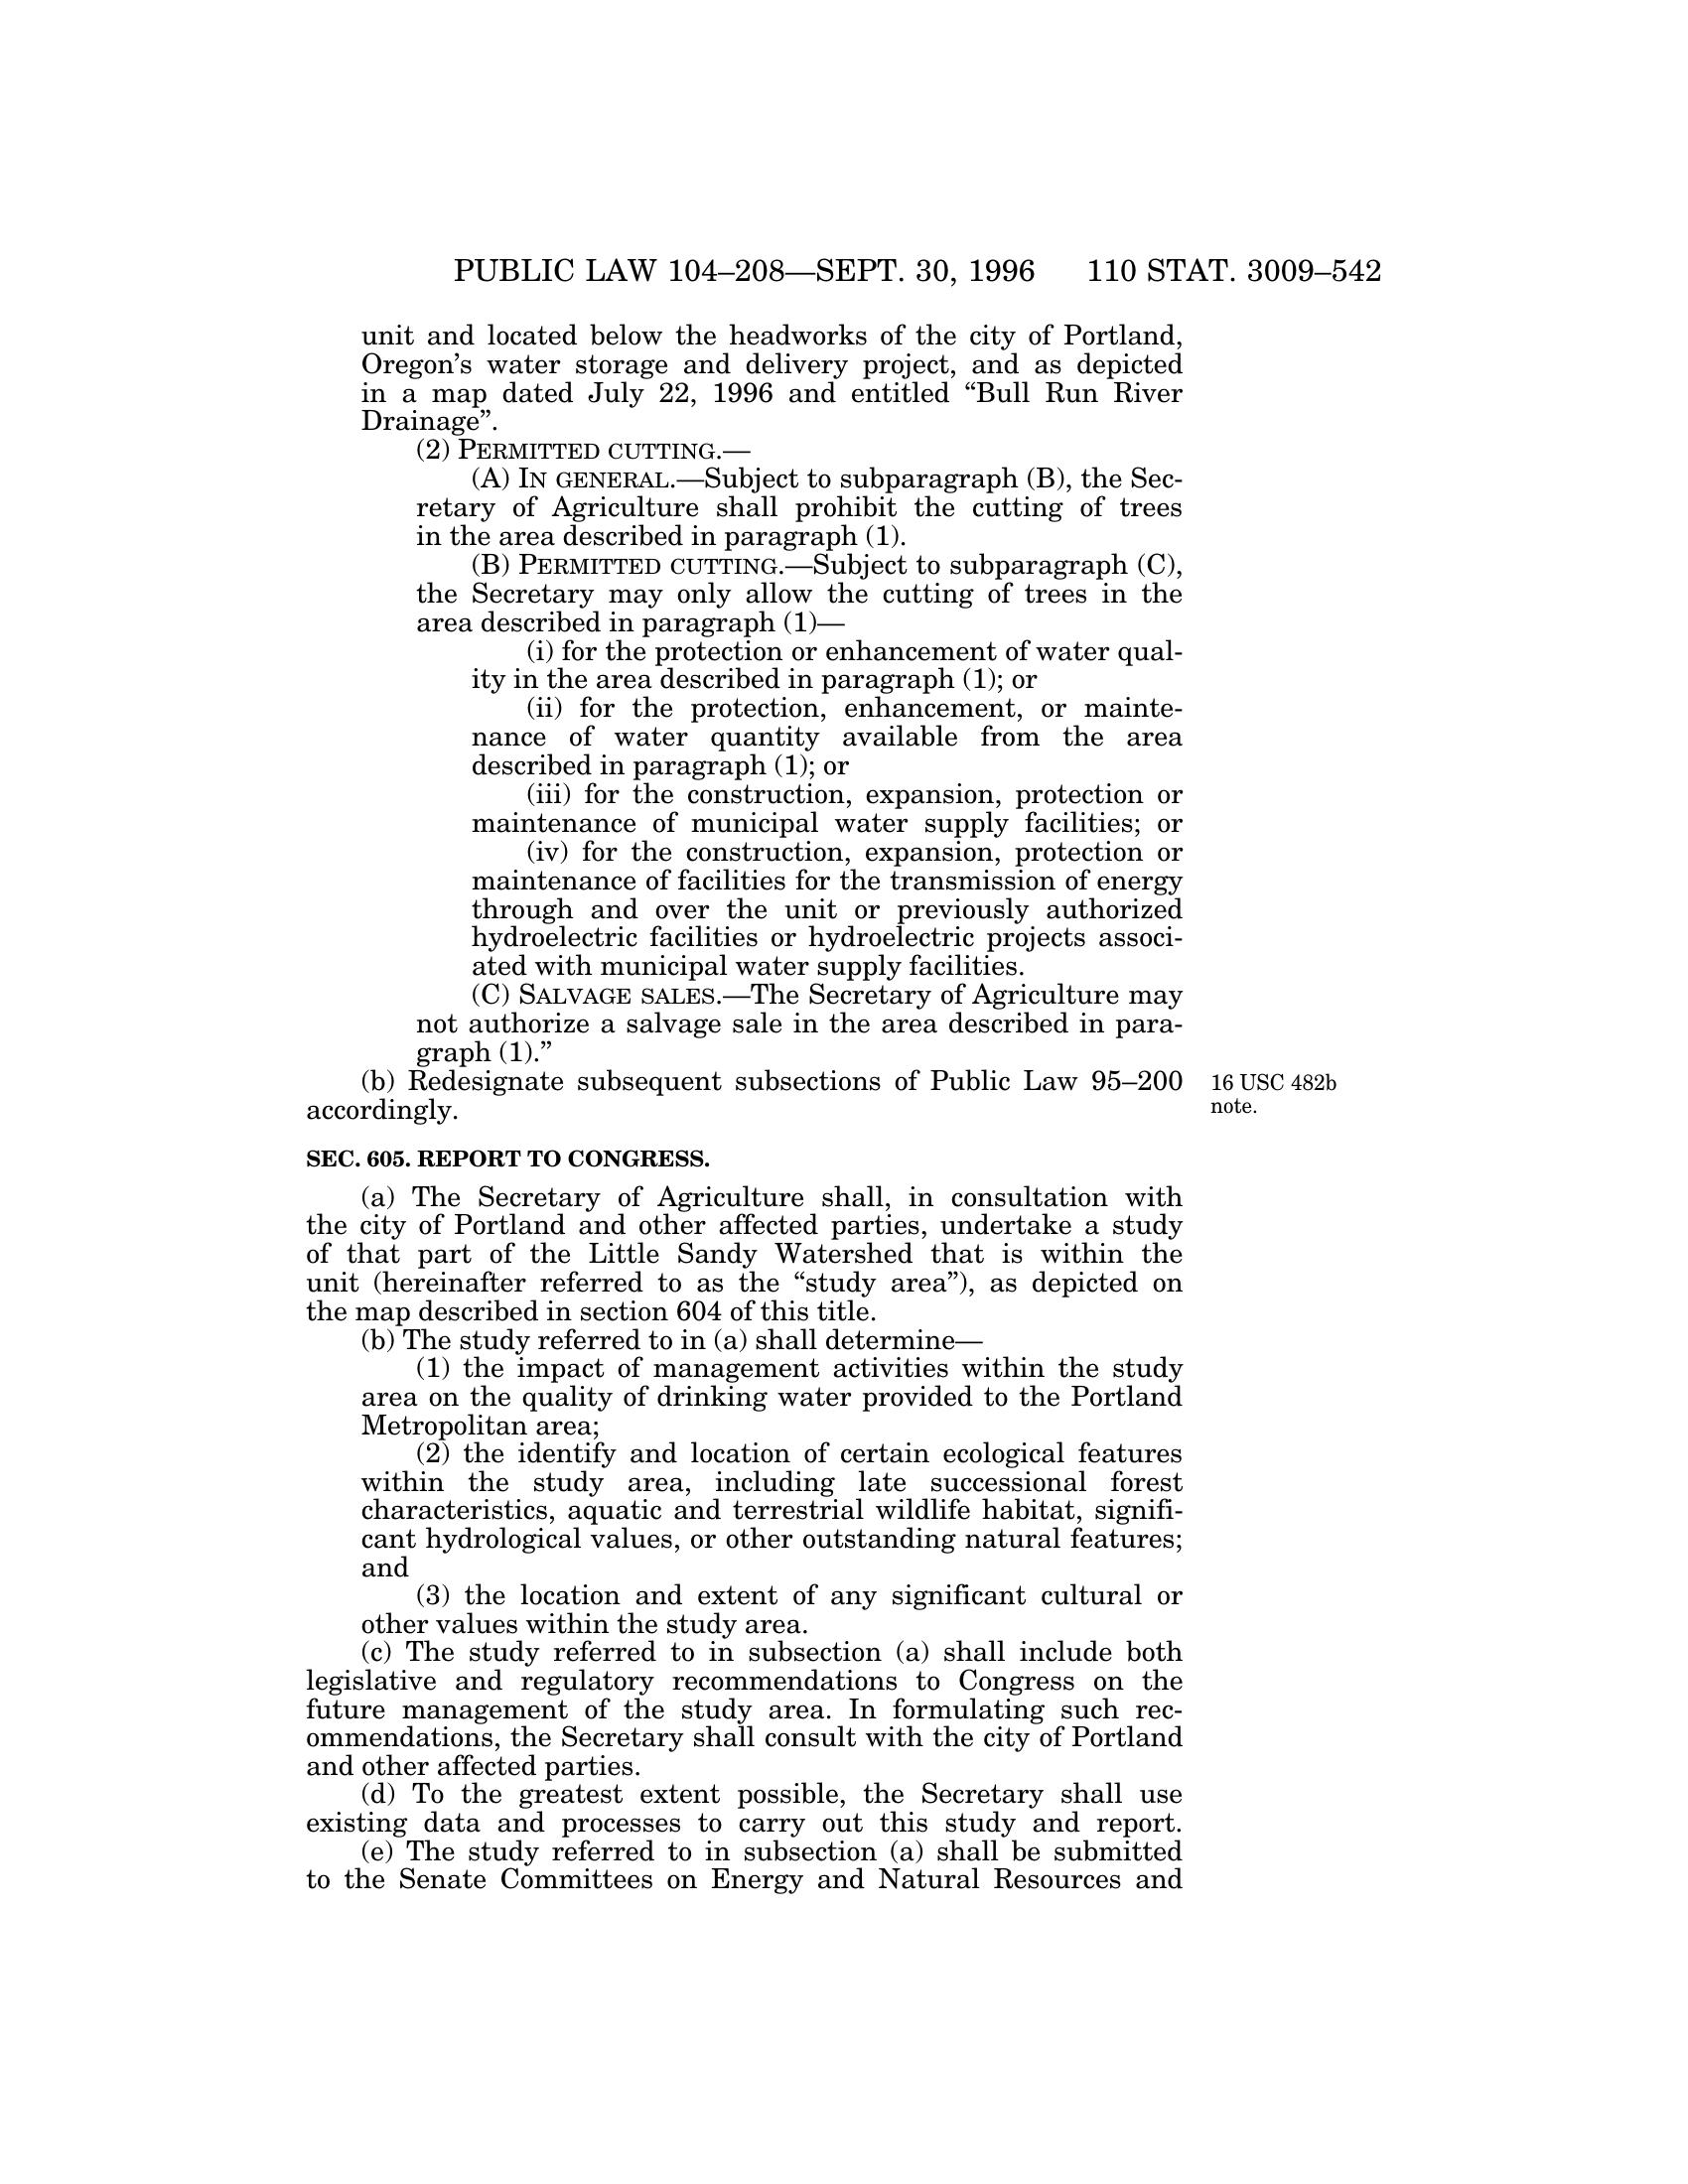 PUBLIC LAW 104–208—SEPT. 30, 1996 110 STAT. 3009–542
unit and located below the headworks of the city of Portland,
Oregon’s water storage and delivery project, and as depicted
in a map dated July 22, 1996 and entitled “Bull Run River
Drainage”.
(2) PERMITTED CUTTING.—
(A) IN GENERAL.—Subject to subparagraph (B), the Sec-
retary of Agriculture shall prohibit the cutting of trees
in the area described in paragraph (1).
(B) PERMITTED CUTTING.—Subject to subparagraph (C),
the Secretary may only allow the cutting of trees in the
area described in paragraph (1)—
(i) for the protection or enhancement of water qual-
ity in the area described in paragraph (1); or
(ii) for the protection, enhancement, or mainte-
nance of water quantity available from the area
described in paragraph (1); or
(iii) for the construction, expansion, protection or
maintenance of municipal water supply facilities; or
(iv) for the construction, expansion, protection or
maintenance of facilities for the transmission of energy
through and over the unit or previously authorized
hydroelectric facilities or hydroelectric projects associ-
ated with municipal water supply facilities.
(C) SALVAGE SALES.—The Secretary of Agriculture may
not authorize a salvage sale in the area described in para-
graph (1).”
(b) Redesignate subsequent subsections of Public Law 95–200
accordingly.
16 USC 482b
note.
SEC. 605. REPORT TO CONGRESS.
(a) The Secretary of Agriculture shall, in consultation with
the city of Portland and other affected parties, undertake a study
of that part of the Little Sandy Watershed that is within the
unit (hereinafter referred to as the “study area”), as depicted on
the map described in section 604 of this title.
(b) The study referred to in (a) shall determine—
(1) the impact of management activities within the study
area on the quality of drinking water provided to the Portland
Metropolitan area;
(2) the identify and location of certain ecological features
within the study area, including late successional forest
characteristics, aquatic and terrestrial wildlife habitat, signifi-
cant hydrological values, or other outstanding natural features;
and
(3) the location and extent of any significant cultural or
other values within the study area.
(c) The study referred to in subsection (a) shall include both
legislative and regulatory recommendations to Congress on the
future management of the study area. In formulating such rec-
ommendations, the Secretary shall consult with the city of Portland
and other affected parties.
(d) To the greatest extent possible, the Secretary shall use
existing data and processes to carry out this study and report.
(e) The study referred to in subsection (a) shall be submitted
to the Senate Committees on Energy and Natural Resources and